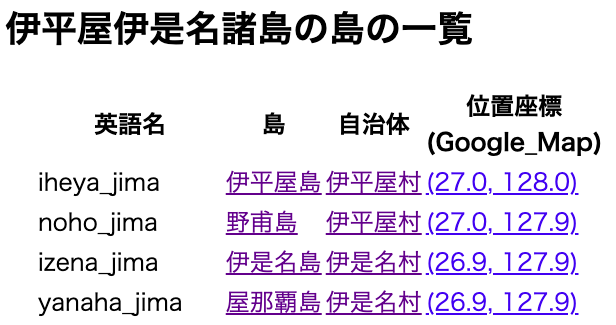 伊平屋伊是名諸島の島の一覧
英語名 島 自治体 位置座標
(Google_Map)
iheya_jima 伊平屋島 伊平屋村 (27.0, 128.0)
noho_jima 野甫島 伊平屋村 (27.0, 127.9)
izena_jima 伊是名島 伊是名村 (26.9, 127.9)
yanaha_jima 屋那覇島 伊是名村 (26.9, 127.9)